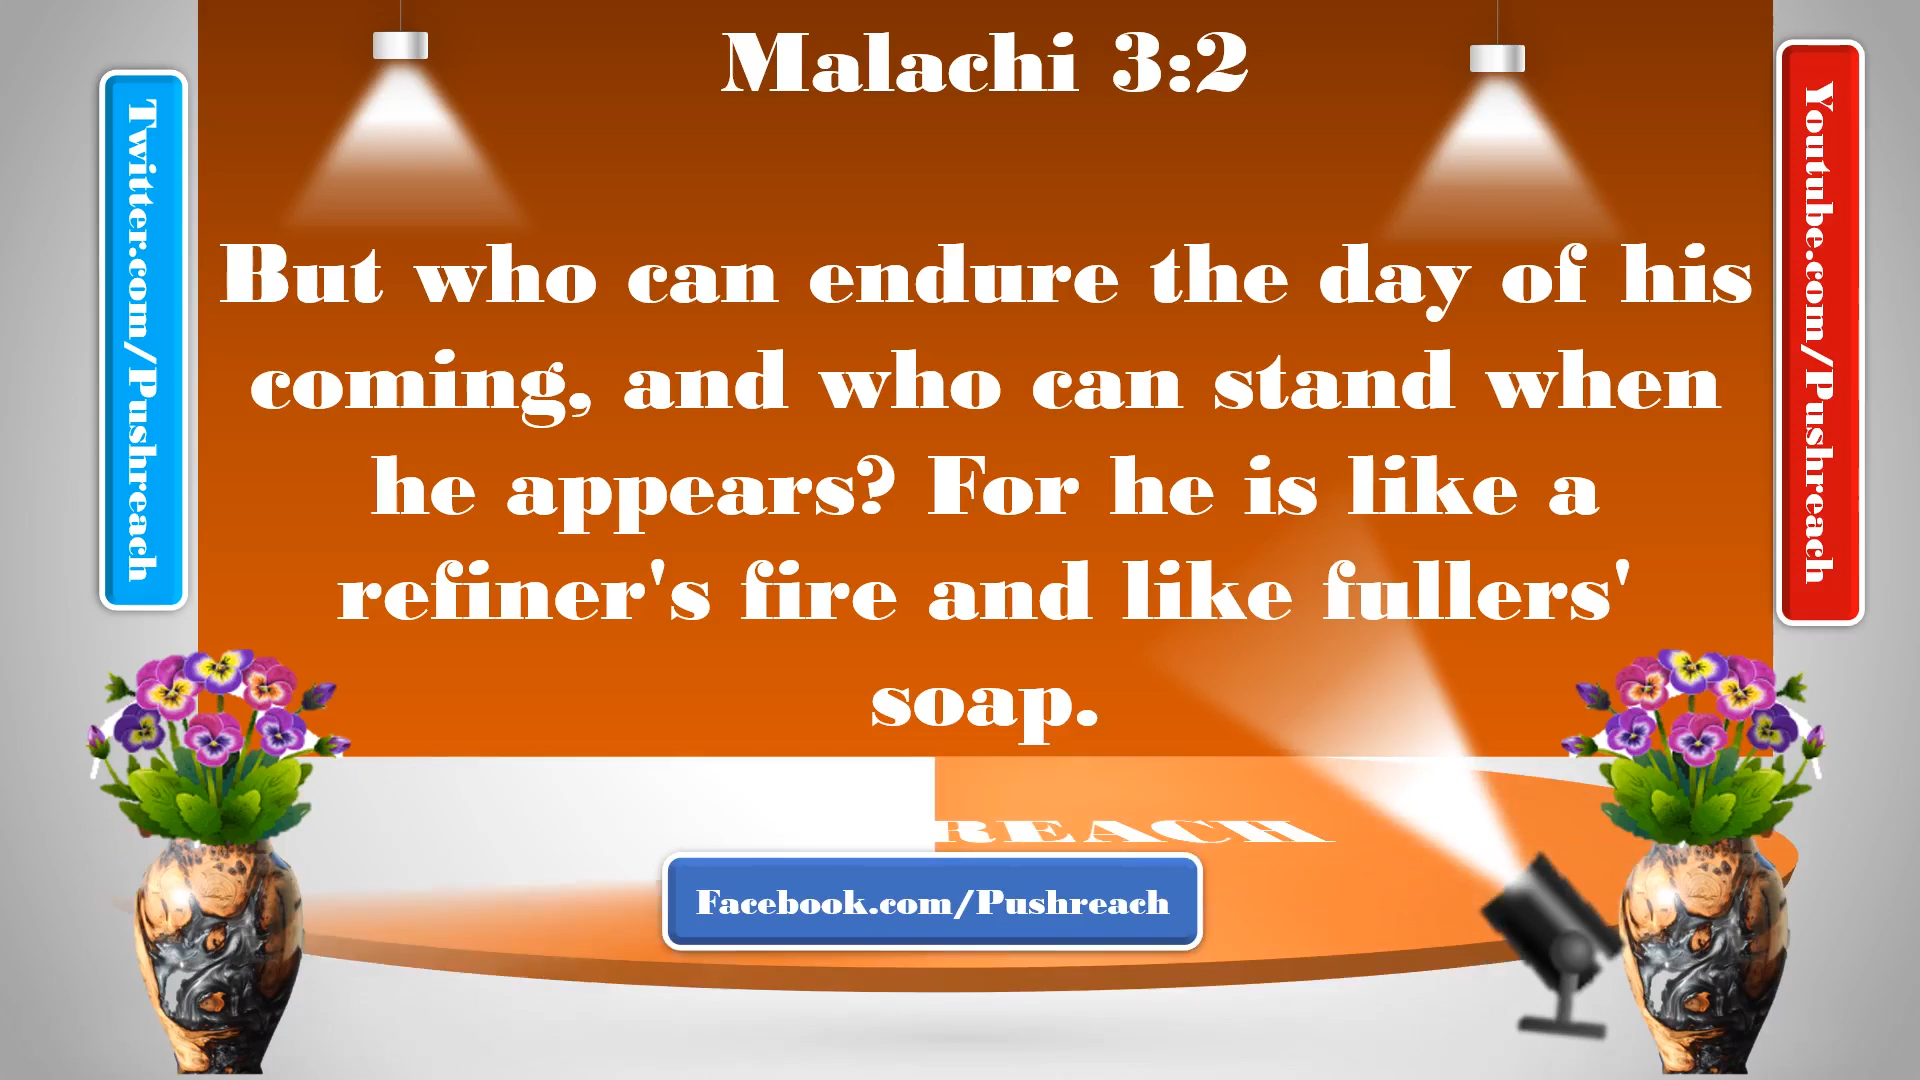 Malachi 3:2
Twitter.com/Pushreach
Youtube.com/Pushreach
But who can endure the day of his
coming, and who can stand when
he appears? For he is like a
refiner's fire and like fullers'
soap.
REACH
Facebook.com/Pushreach